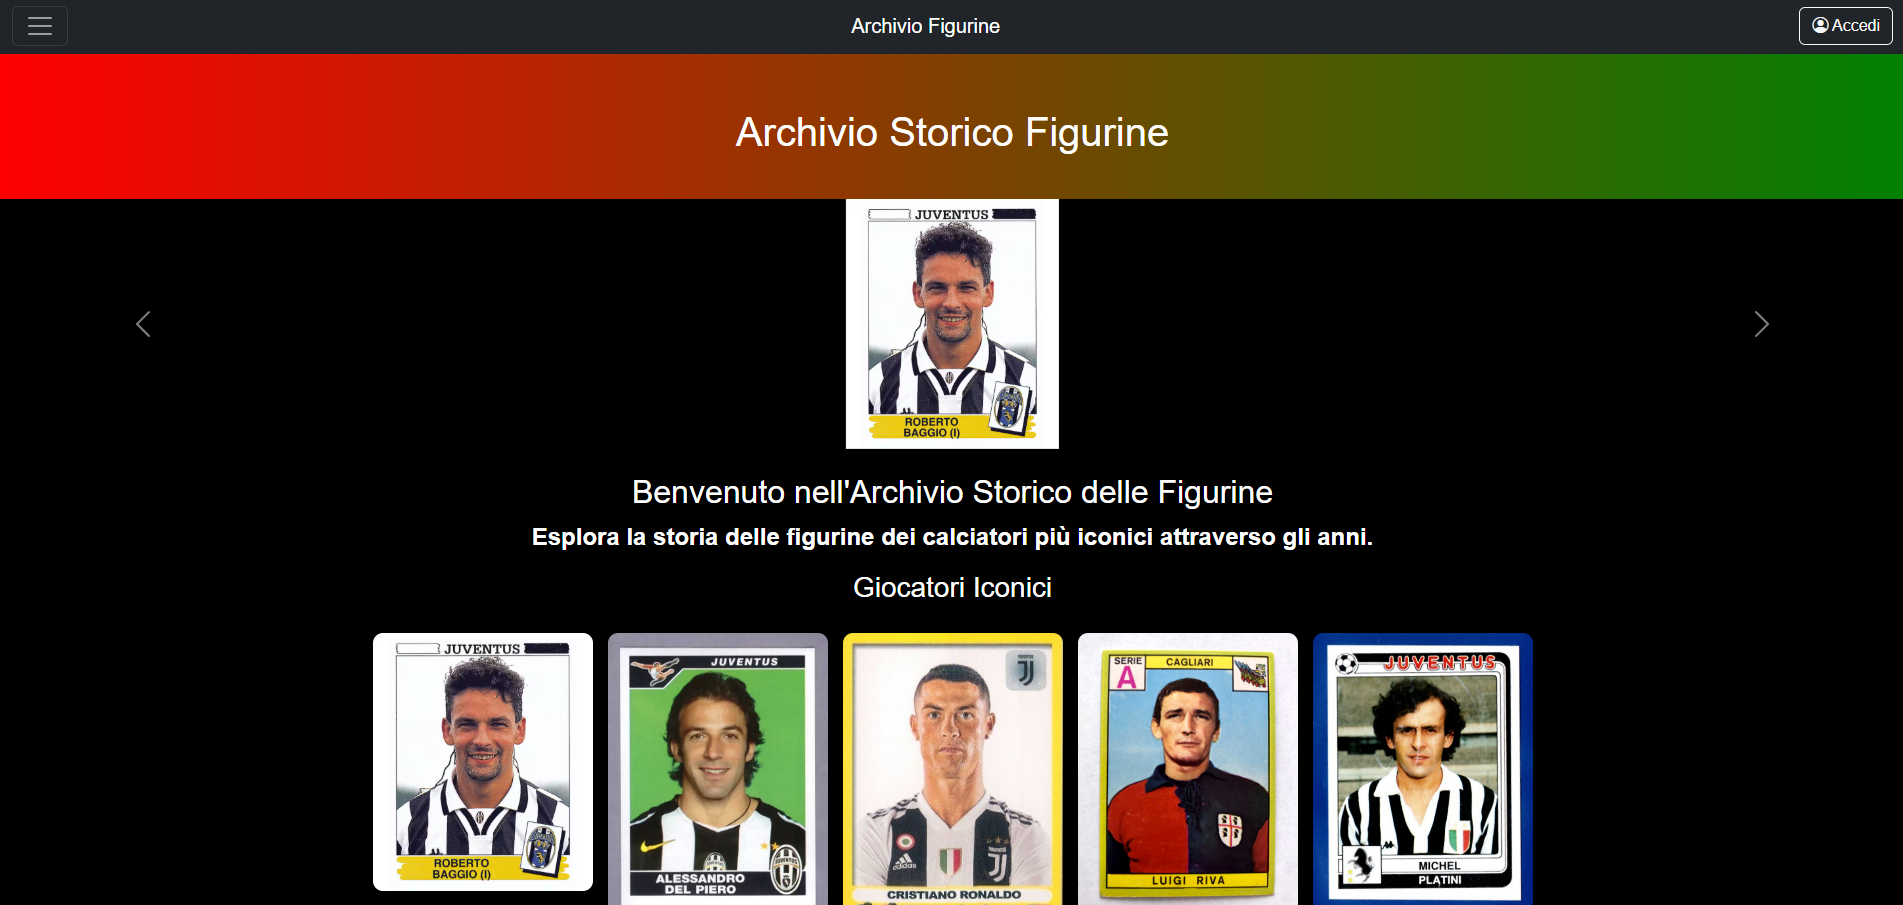 Archivio Figurine
Accedi
Archivio Storico Figurine
JUVENTUS
ROBERTO
BAGGIO (I)
Benvenuto nell'Archivio Storico delle Figurine
Esplora la storia delle figurine dei calciatori più iconici attraverso gli anni.
Giocatori Iconici
JUVENTUS
ROBERTO
BAGGIO (I)
JUVENTUS
ALESSANDRO
DEL PIERO
CRISTIANO RONALDO
SERIE
A
CAGLIARI
LUIGI RIVA
JUVENTUS
MICHEL
PLATINI